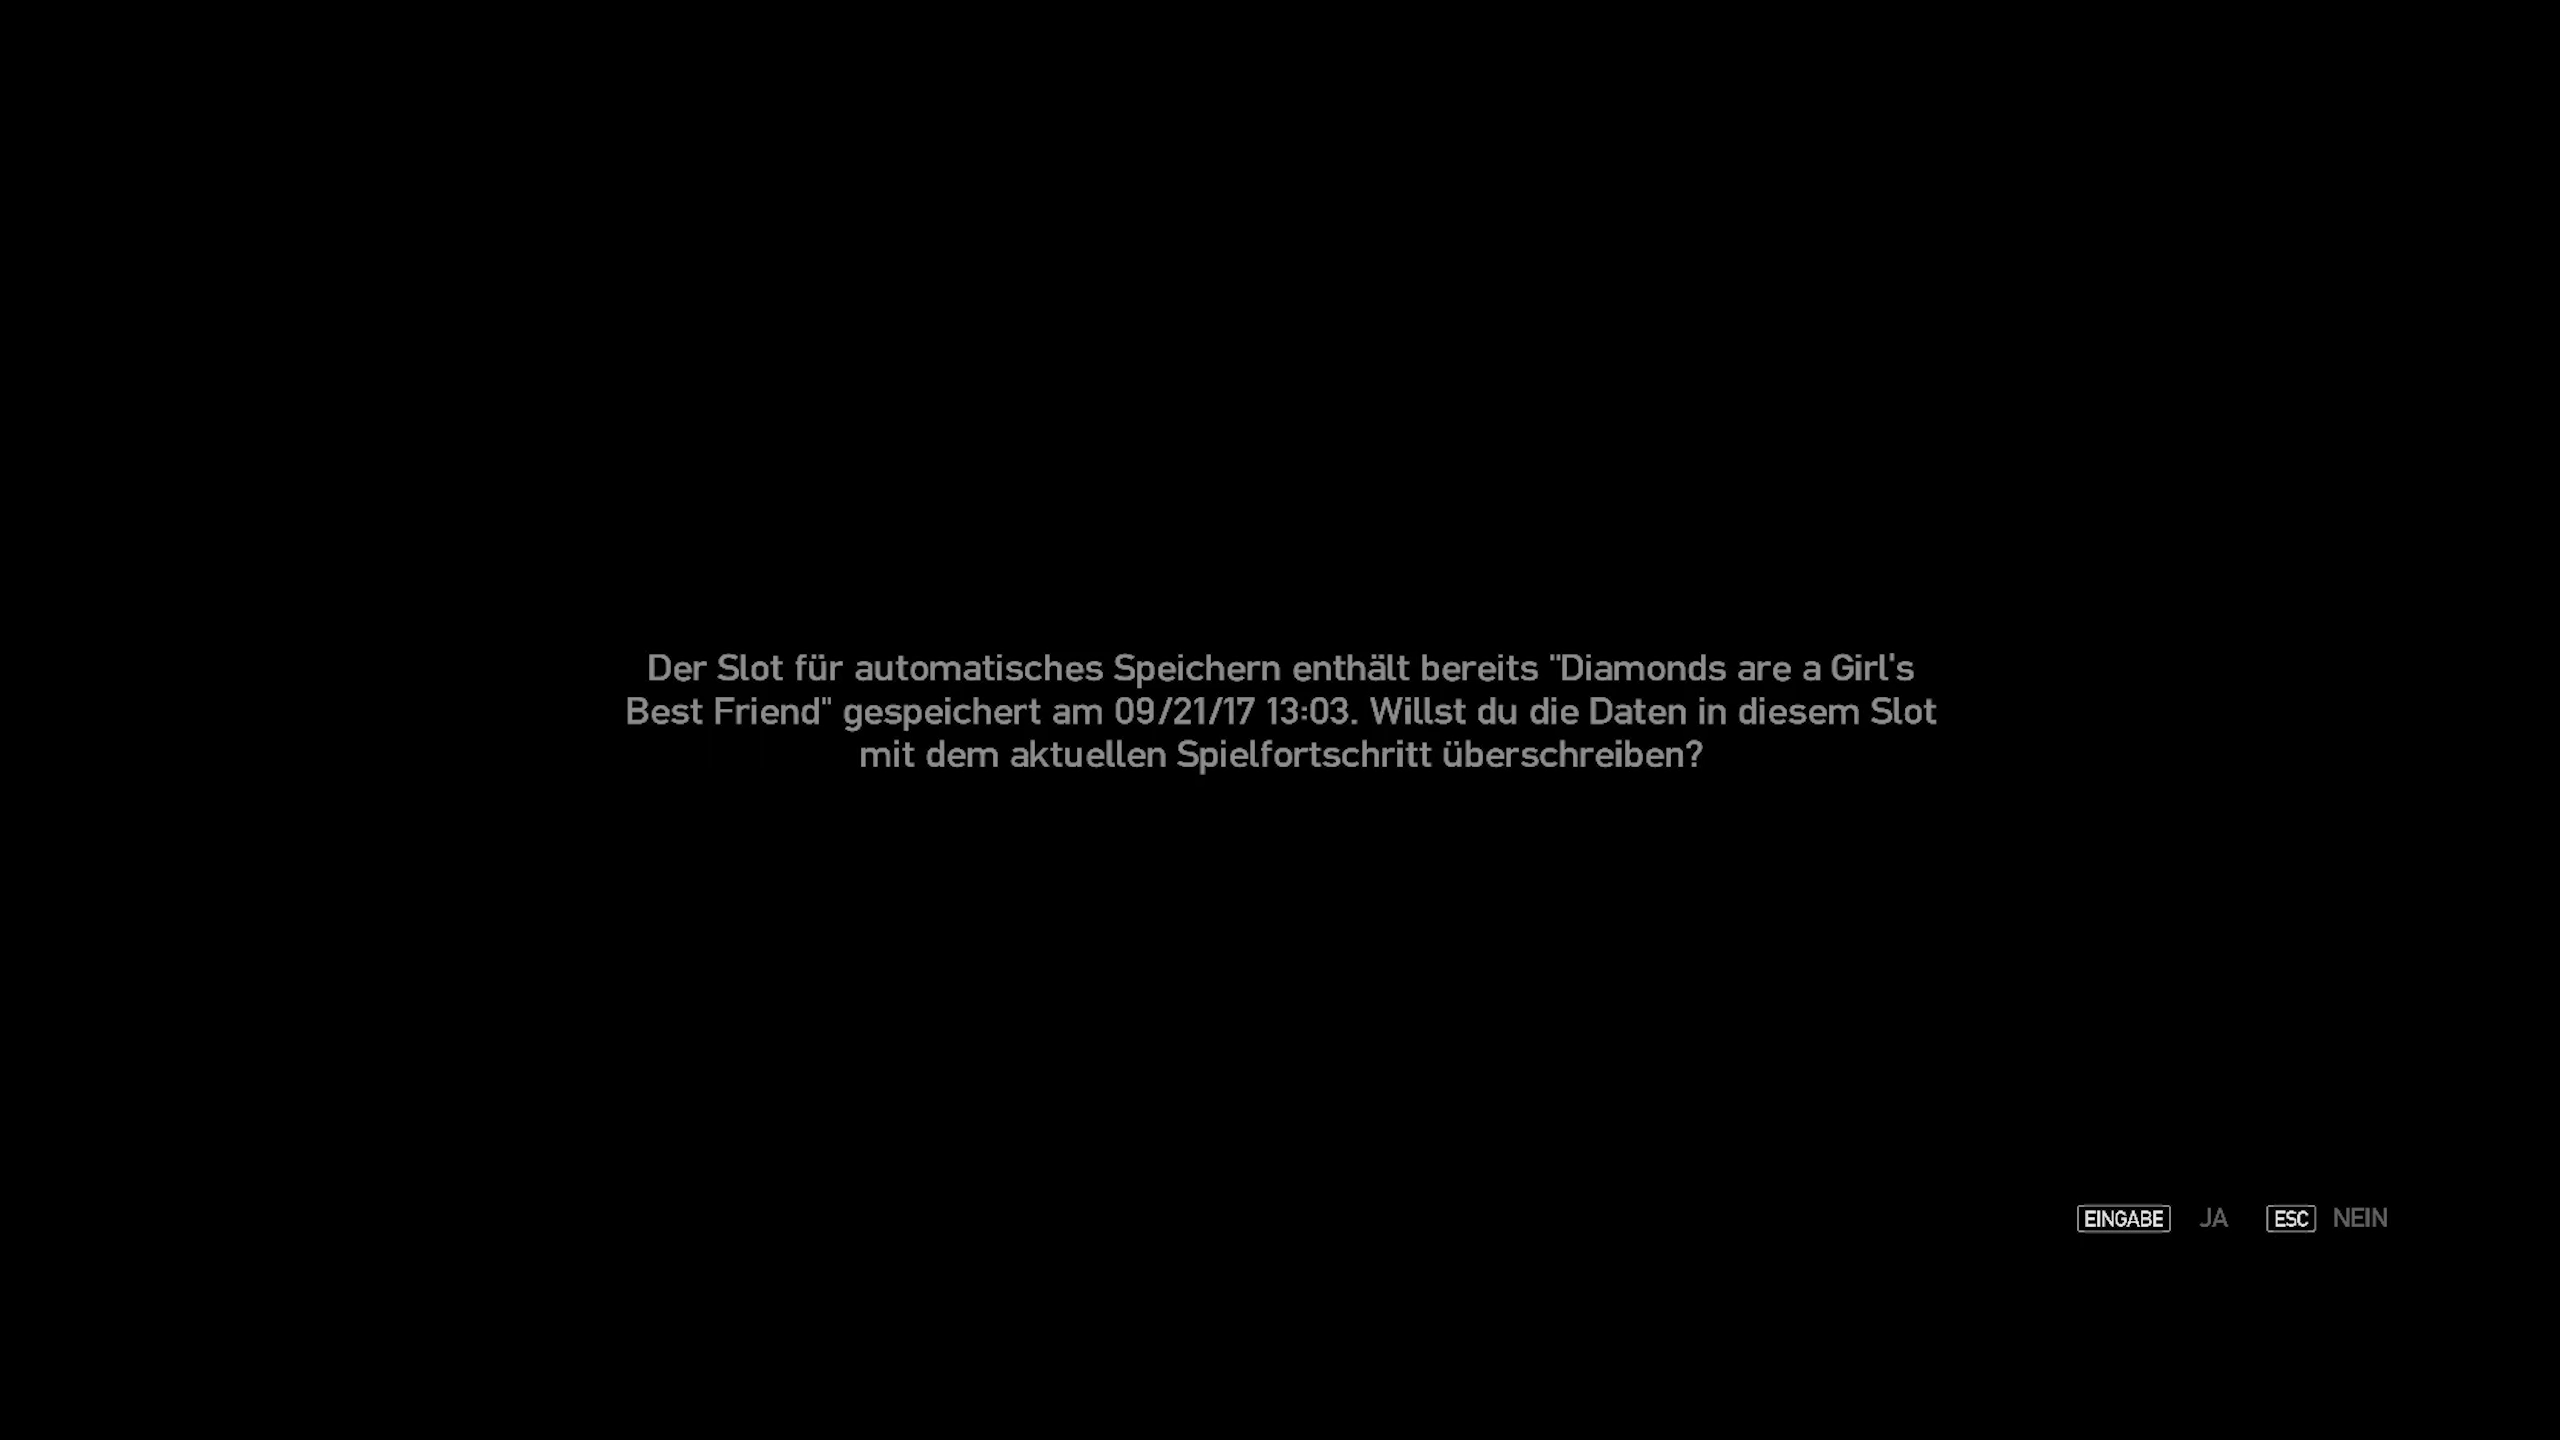 Der Slot für automatisches Speichern enthält bereits "Diamonds are a Girl's
Best Friend" gespeichert am 09/21/17 13:03. Willst du die Daten in diesem Slot
mit dem aktuellen Spielfortschritt überschreiben?
EINGABE JA ESC NEIN